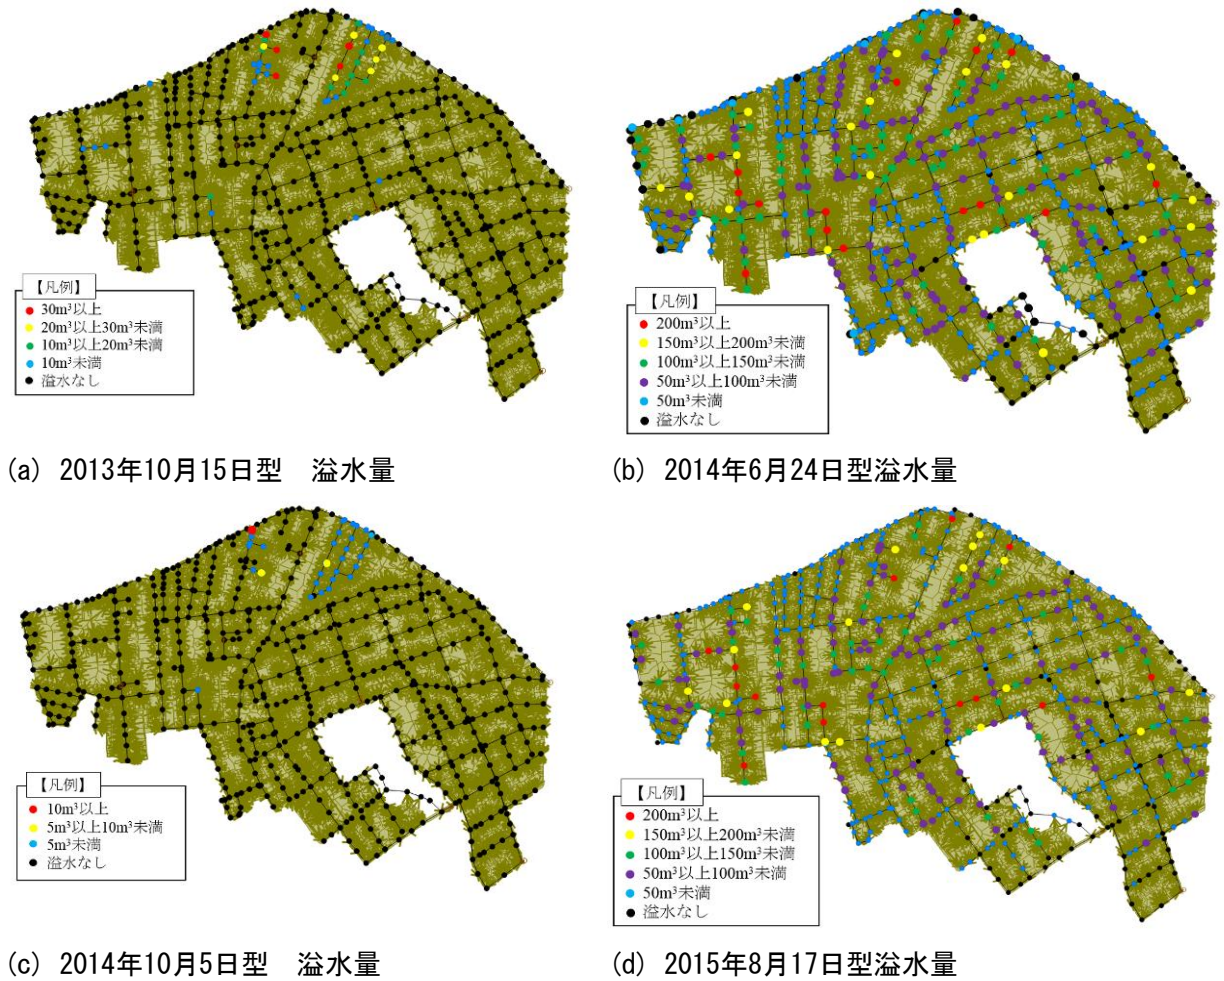 【凡例】
30m³以上
20m³以上30m³未満
10m³以上20m³未満
10m³未満
溢水なし
(a) 2013年10月15日型 溢水量
【凡例】
200m³以上
150m³以上200m³未満
100m³以上150m³未満
50m³以上100m³未満
50m³未満
溢水なし
(b) 2014年6月24日型溢水量
【凡例】
10m³以上
5m³以上10m³未満
5m³未満
溢水なし
(c) 2014年10月5日型 溢水量
【凡例】
200m³以上
150m³以上200m³未満
100m³以上150m³未満
50m³以上100m³未満
50m³未満
溢水なし
(d) 2015年8月17日型溢水量